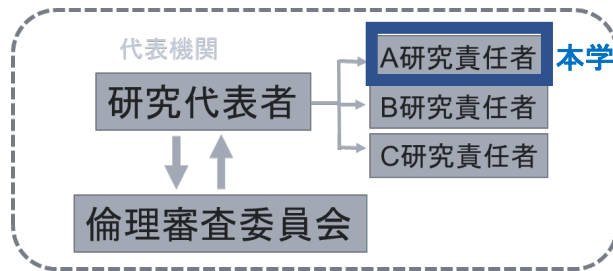 代表機関
研究代表者
A研究責任者
本学
B研究責任者
C研究責任者
倫理審査委員会